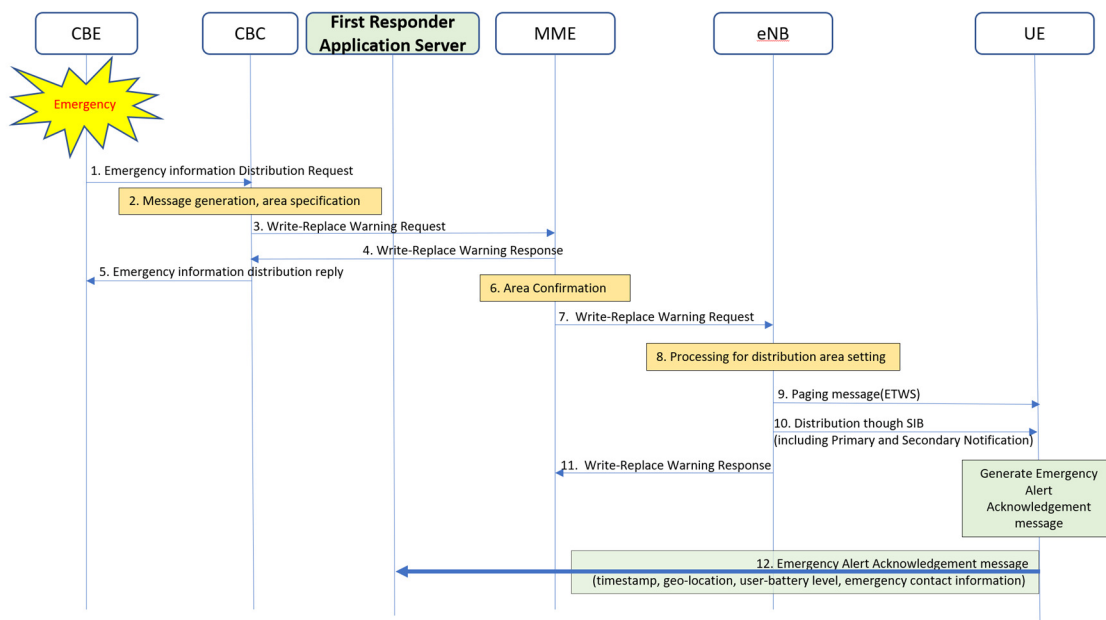 CBE
CBC
First Responder
Application Server
MME
eNB
UE
Emergency
1. Emergency information Distribution Request
2. Message generation, area specification
3. Write-Replace Warning Request
4. Write-Replace Warning Response
5. Emergency information distribution reply
6. Area Confirmation
7. Write-Replace Warning Request
8. Processing for distribution area setting
9. Paging message(ETWS)
10. Distribution though SIB
(including Primary and Secondary Notification)
11. Write-Replace Warning Response
Generate Emergency
Alert
Acknowledgement
message
12. Emergency Alert Acknowledgement message
(timestamp, geo-location, user-battery level, emergency contact information)